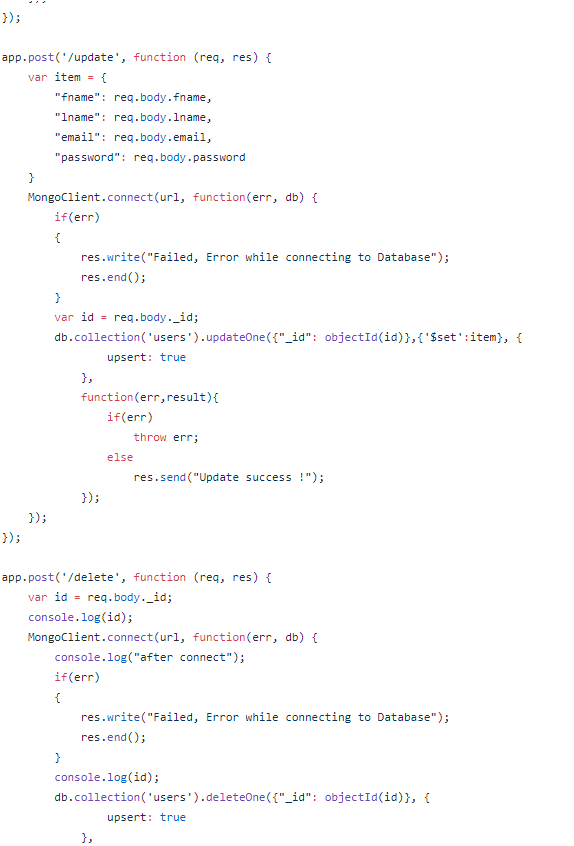 });
app.post('/update', function (req, res) {
    var item = {
        "fname": req.body.fname,
        "lname": req.body.lname,
        "email": req.body.email,
        "password": req.body.password
    }
    MongoClient.connect(url, function(err, db) {
        if(err)
        {
            res.write("Failed, Error while connecting to Database");
            res.end();
        }
        var id = req.body._id;
        db.collection('users').updateOne({"_id": objectId(id)},{'$set':item}, {
                upsert: true
            },
            function(err,result){
                if(err)
                    throw err;
                else
                    res.send("Update success !");
            });
    });
});
app.post('/delete', function (req, res) {
    var id = req.body._id;
    console.log(id);
    MongoClient.connect(url, function(err, db) {
        console.log("after connect");
        if(err)
        {
            res.write("Failed, Error while connecting to Database");
            res.end();
        }
        console.log(id);
        db.collection('users').deleteOne({"_id": objectId(id)}, {
                upsert: true
            },